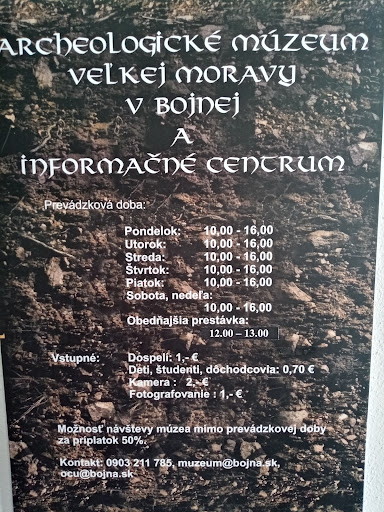 ARCHEOLOGICKÉ MÚZEUM
VEĽKEJ MORAVY
V BOJNEJ
A
INFORMAČNÉ CENTRUM
Prevádzková doba:
Pondelok: 10,00 - 16,00
Utorok: 10,00 - 16,00
Streda: 10,00 - 16,00
Štvrtok: 10,00 - 16,00
Piatok: 10,00 - 16,00
Sobota, nedeľa:
10,00 - 16,00
Obedňajšia prestávka:
12.00 – 13.00
Vstupné: Dospelí: 1,- €
Deti, študenti, dôchodcovia: 0,70 €
Kamera : 2,-€
Fotografovanie : 1,- €
Možnosť návštevy múzea mimo prevádzkovej doby
za príplatok 50%.
Kontakt: 0903 211 785, muzeum@bojna.sk,
ocu@bojna.sk